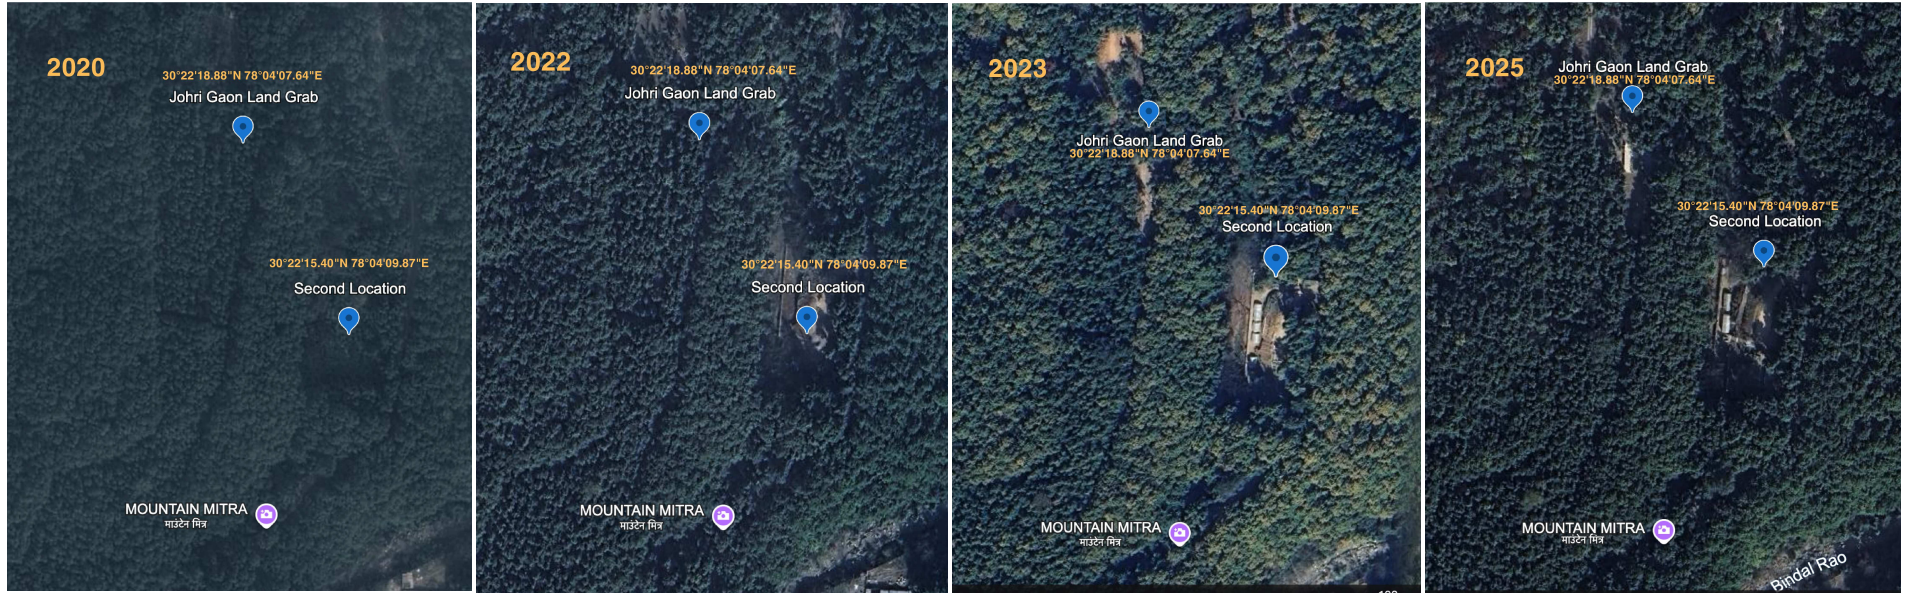 2020
30°22'18.88"N 78°04'07.64"E
Johri Gaon Land Grab
30°22'15.40"N 78°04'09.87"E
Second Location
MOUNTAIN MITRA
माउंटेन मित्र
2022
30°22'18.88"N 78°04'07.64"E
Johri Gaon Land Grab
30°22'15.40"N 78°04'09.87"E
Second Location
MOUNTAIN MITRA
माउंटेन मित्र
2023
Johri Gaon Land Grab
30°22'18.88"N 78°04'07.64"E
30°22'15.40"N 78°04'09.87"E
Second Location
MOUNTAIN MITRA
माउंटेन मित्र
2025
Johri Gaon Land Grab
30°22'18.88"N 78°04'07.64"E
30°22'15.40"N 78°04'09.87"E
Second Location
MOUNTAIN MITRA
माउंटेन मित्र
Bindal Rao